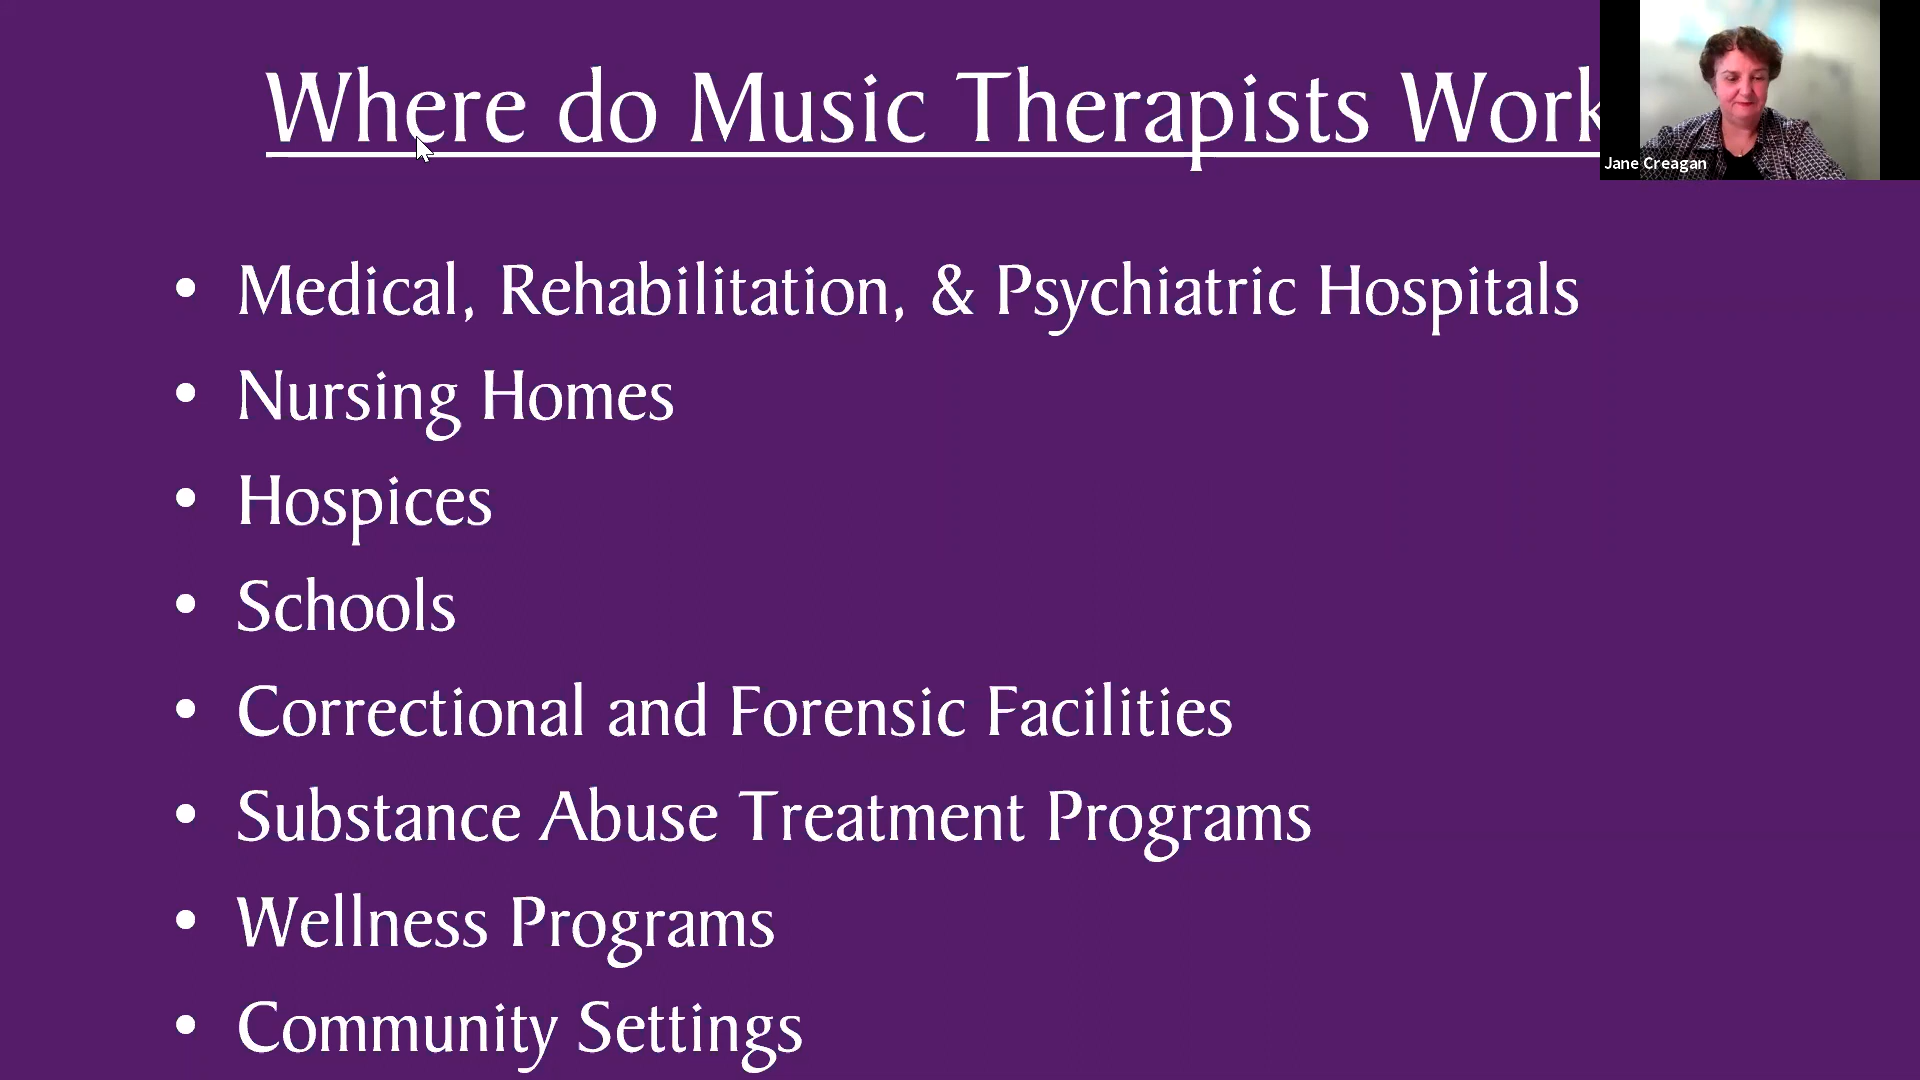 Where do Music Therapists Work
Jane Creagan
• Medical, Rehabilitation, & Psychiatric Hospitals
• Nursing Homes
• Hospices
• Schools
• Correctional and Forensic Facilities
• Substance Abuse Treatment Programs
• Wellness Programs
• Community Settings